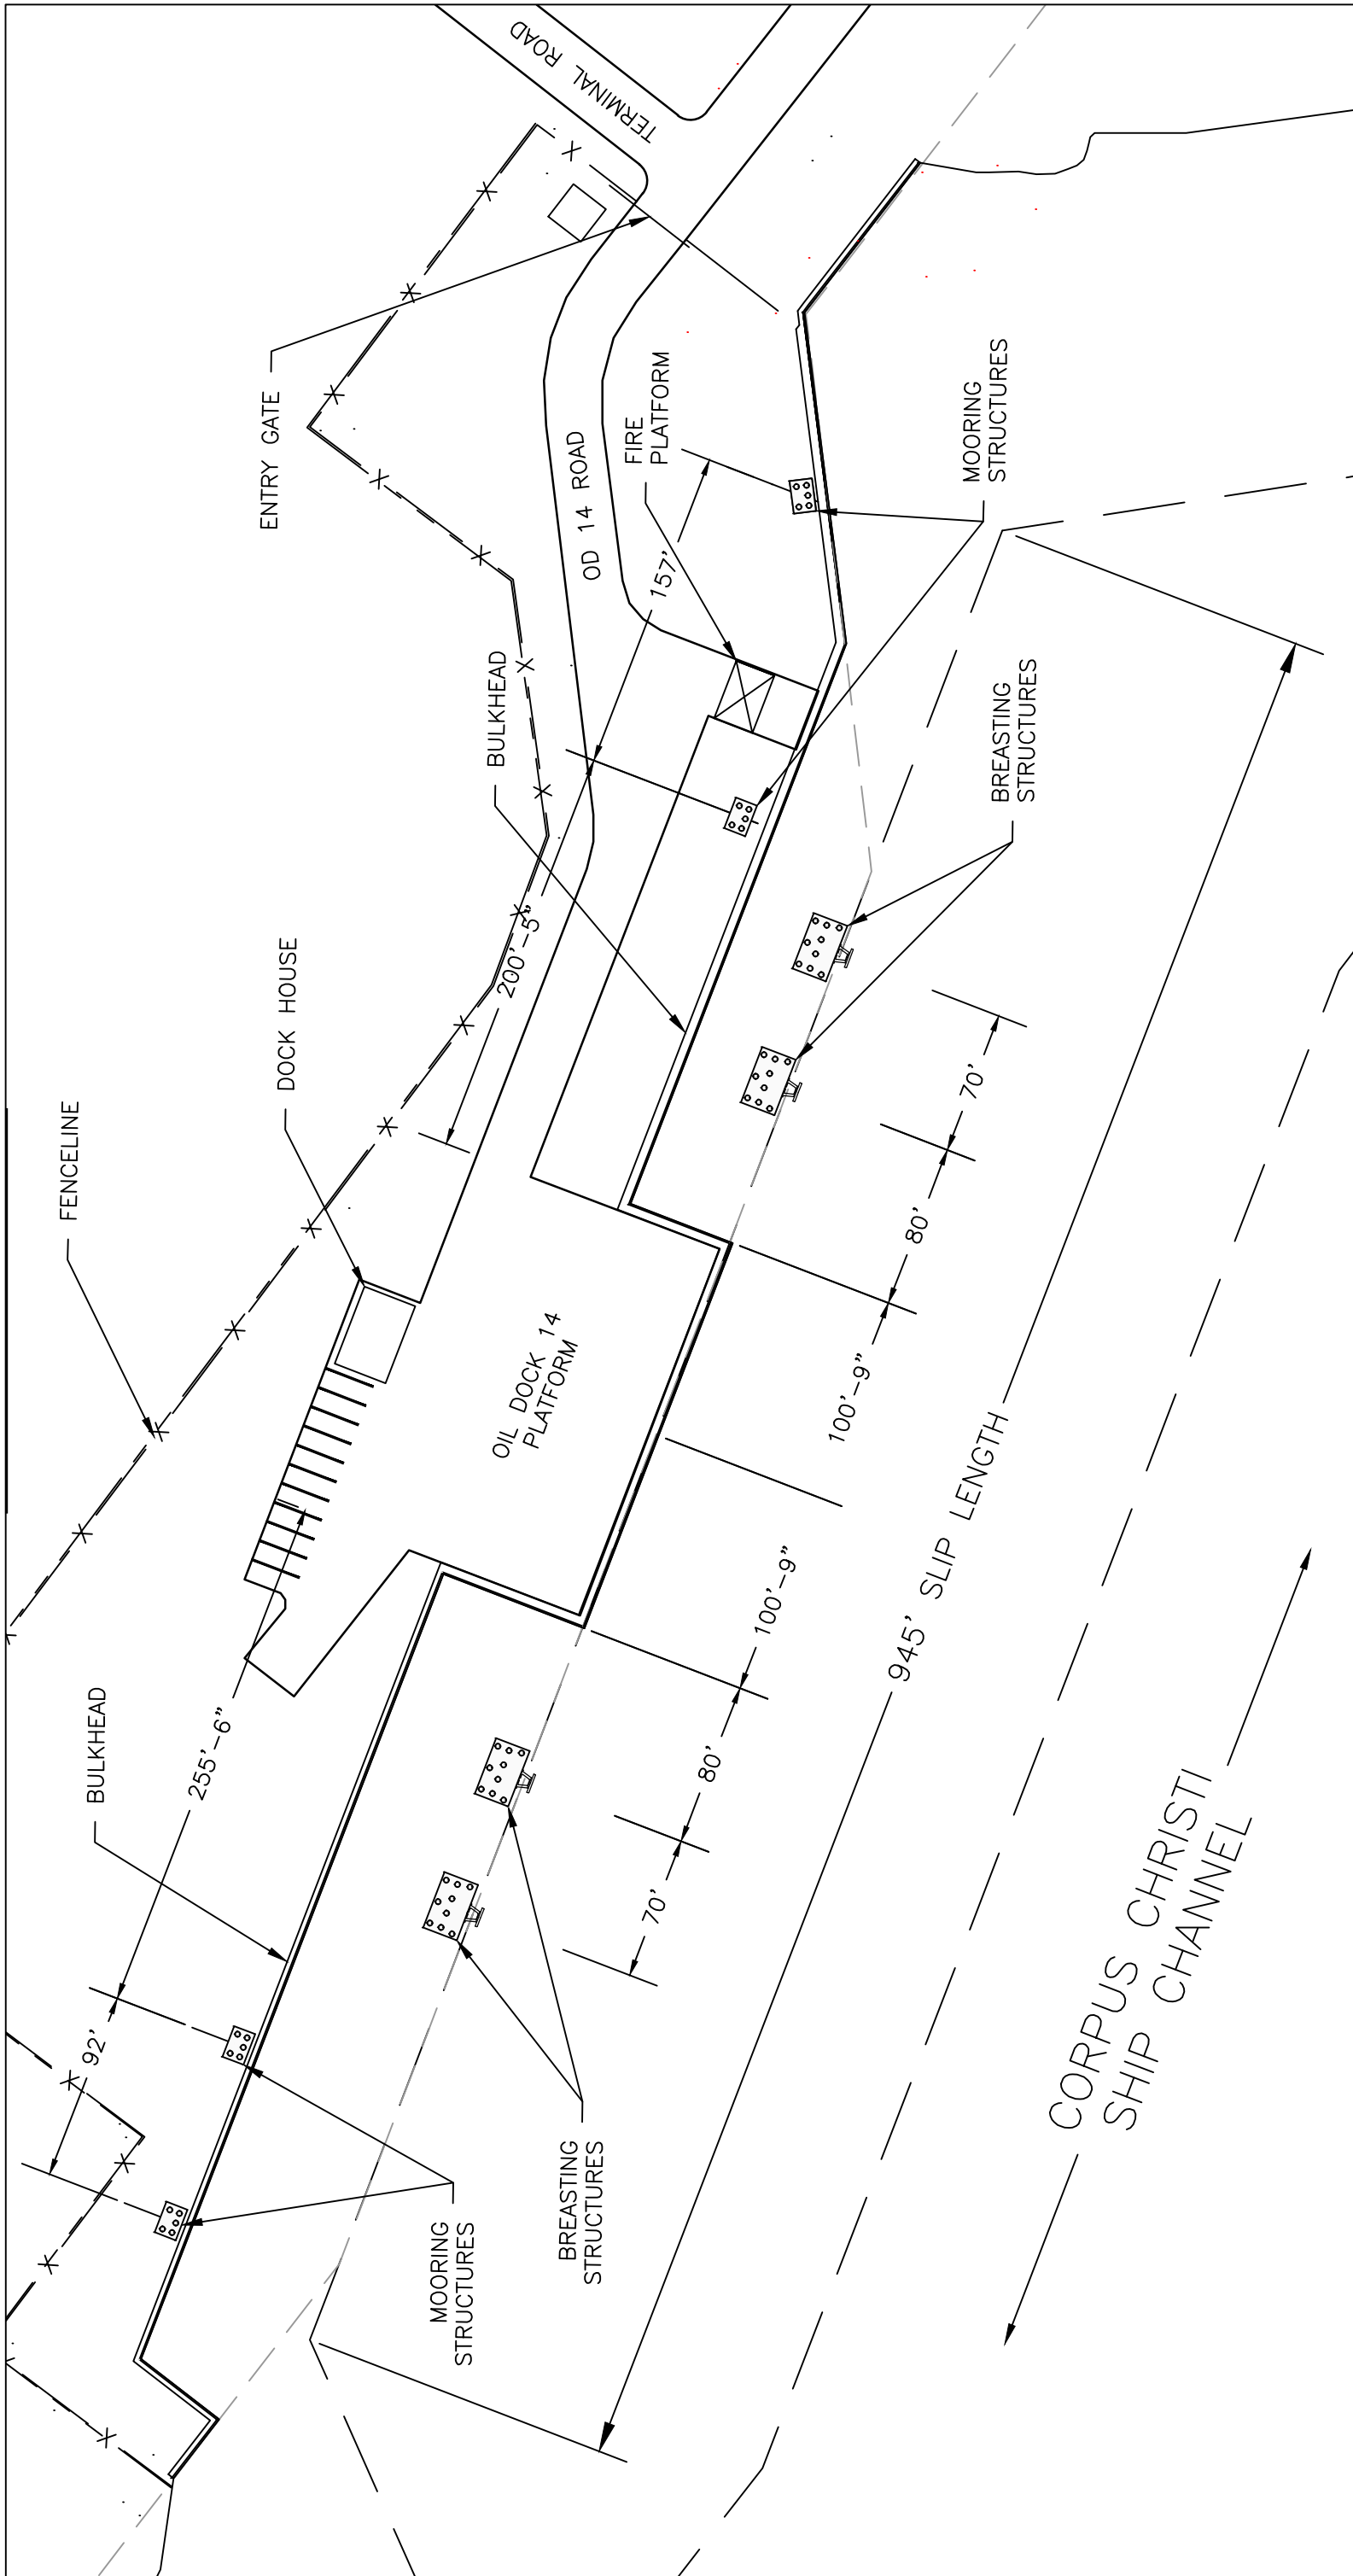 TERMINAL ROAD
ENTRY GATE
FIRE
PLATFORM
OD 14 ROAD
157'
MOORING
STRUCTURES
BULKHEAD
BREASTING
STRUCTURES
200'-5"
DOCK HOUSE
70'
FENCELINE
80'
OIL DOCK 14
PLATFORM
100'-9"
945' SLIP LENGTH
100'-9"
BULKHEAD
255'-6"
80'
70'
CORPUS CHRISTI
SHIP CHANNEL
92'
BREASTING
STRUCTURES
MOORING
STRUCTURES